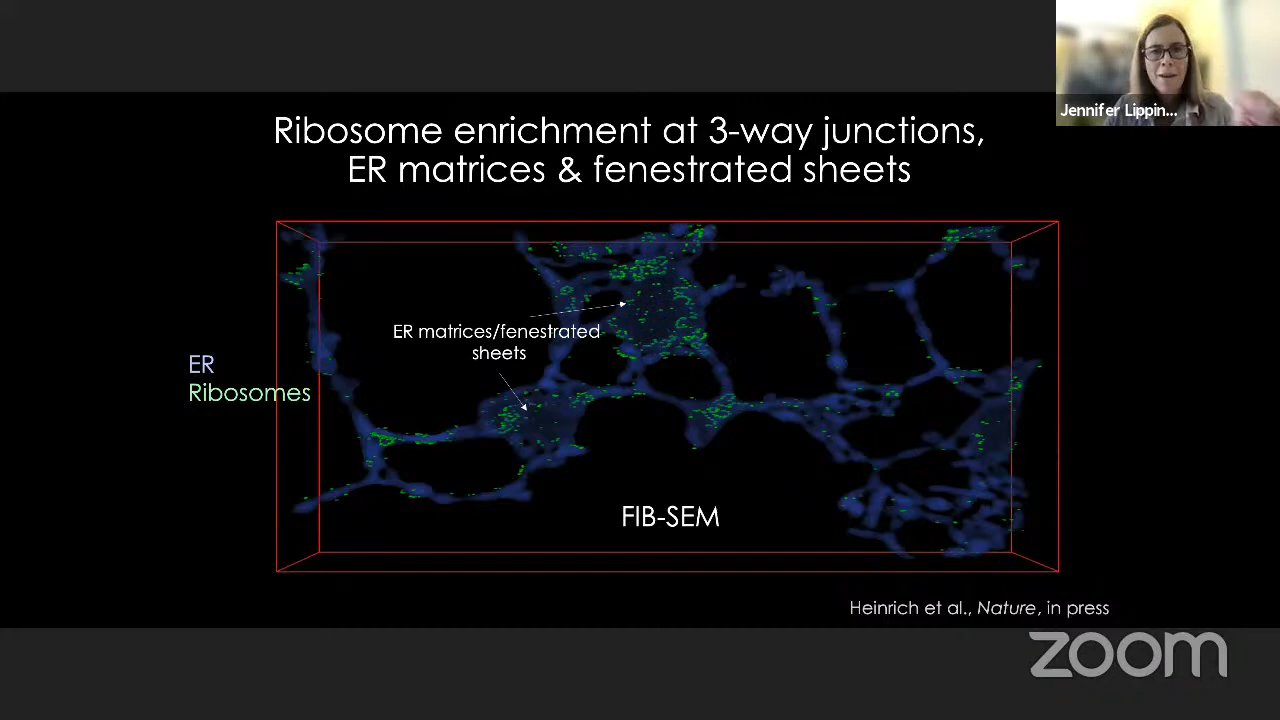 Jennifer Lippin...
Ribosome enrichment at 3-way junctions,
ER matrices & fenestrated sheets
ER matrices/fenestrated
sheets
ER
Ribosomes
FIB-SEM
Heinrich et al., Nature, in press
zoom